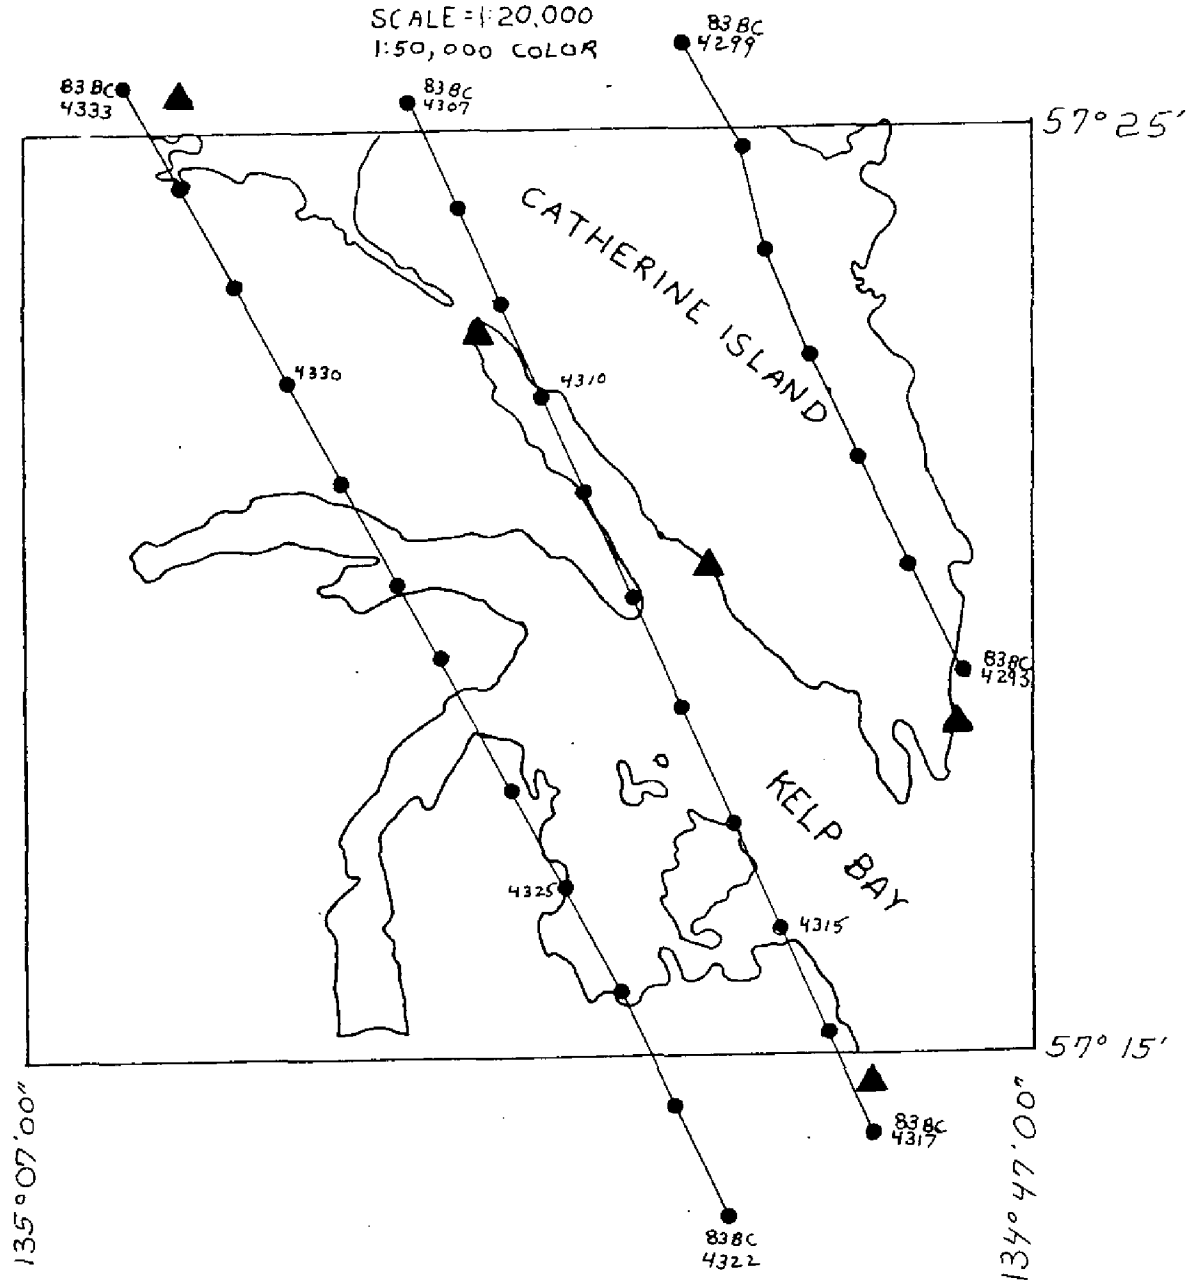 SCALE = 1:20,000
1:50,000 COLOR
83BC
4299
83BC
4333
83BC
4307
57° 25'
CATHERINE ISLAND
4330
4310
83BC
4293
KELP BAY
4325
4315
57° 15'
83BC
4317
135° 07' 00"
134° 47' 00"
83BC
4322